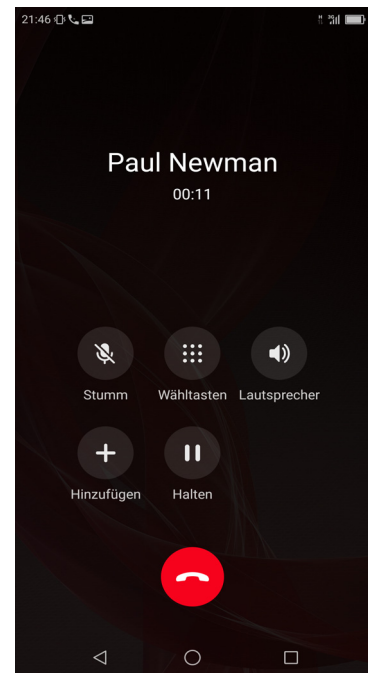 21:46
Paul Newman
00:11
Stumm Wähltasten Lautsprecher
Hinzufügen Halten